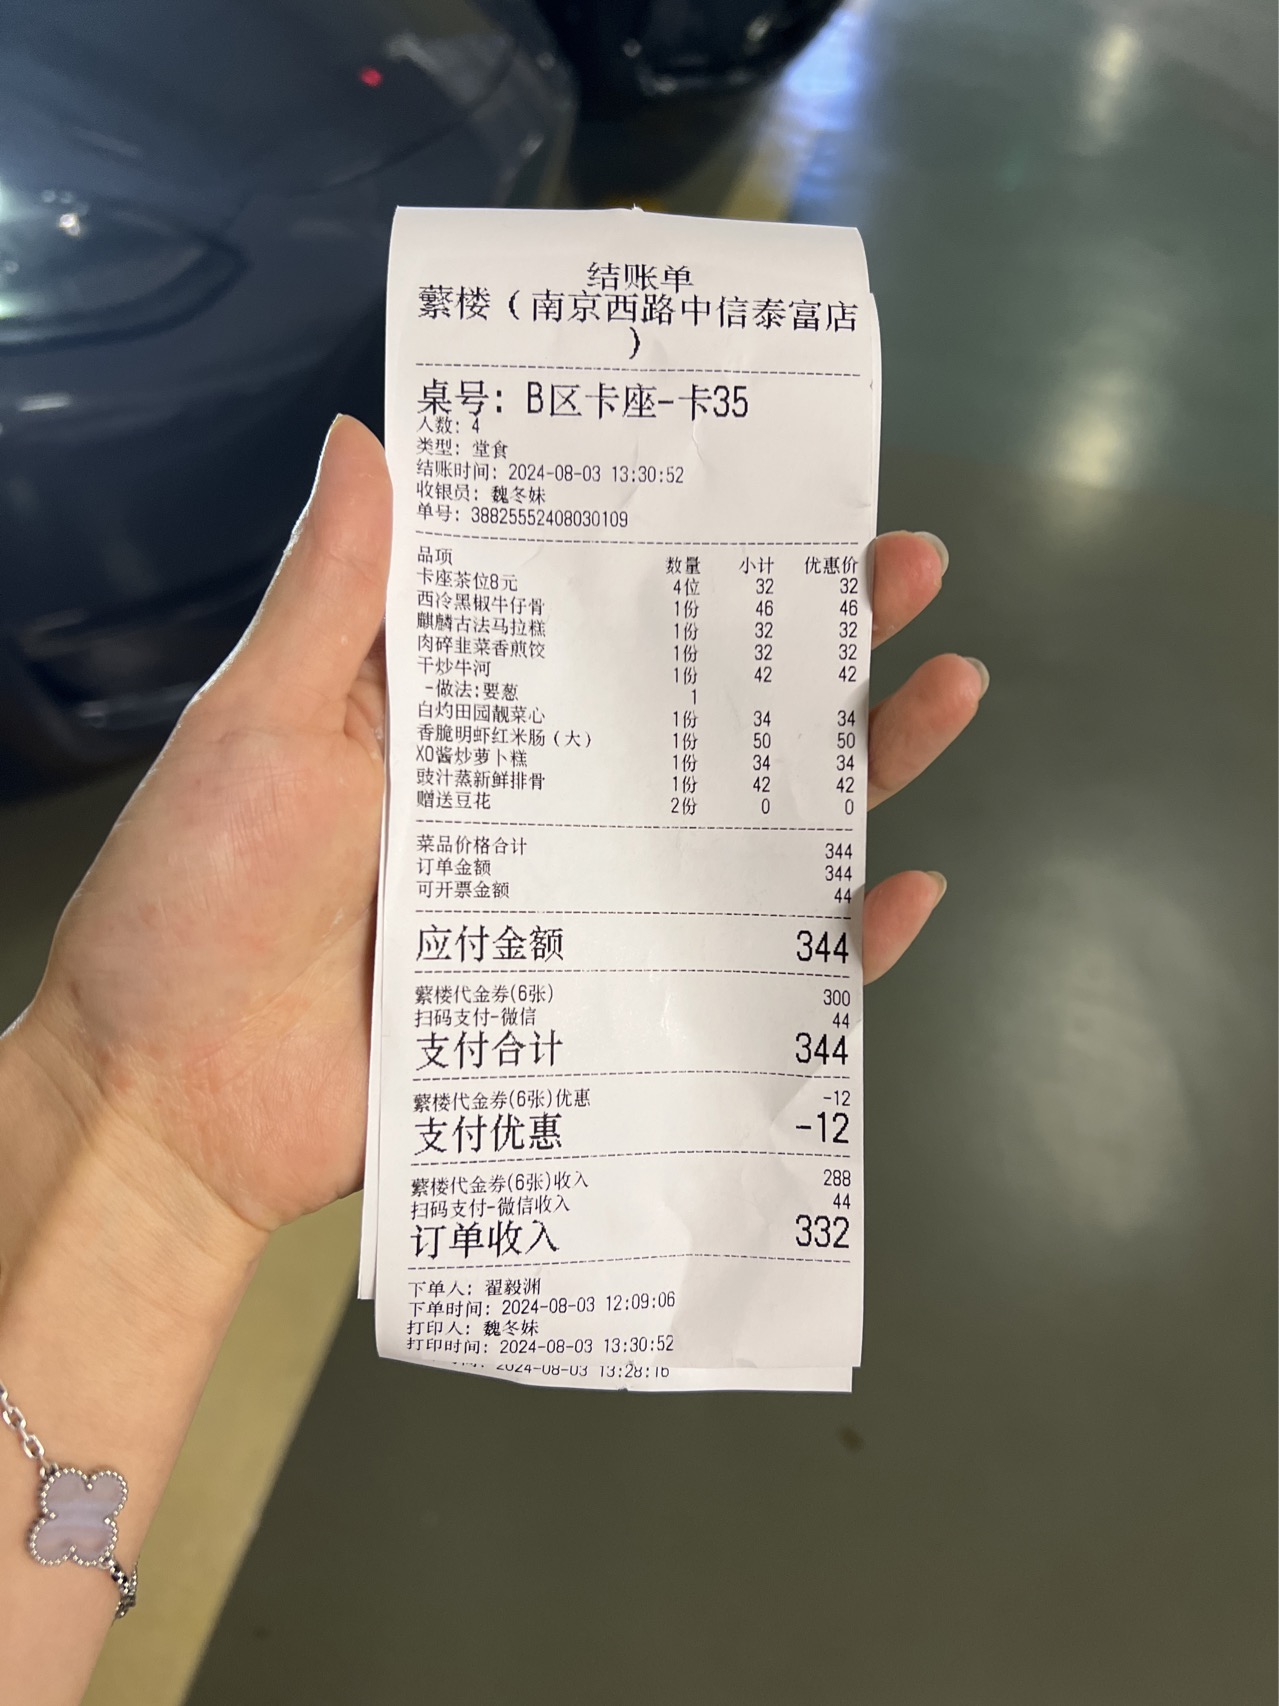 结账单
蘩楼（南京西路中信泰富店
）
桌号: B区卡座-卡35
人数: 4
类型: 堂食
结账时间: 2024-08-03 13:30:52
收银员: 魏冬妹
单号: 38825552408030109
品项 数量 小计 优惠价
卡座茶位8元 4位 32 32
西冷黑椒牛仔骨 1份 46 46
麒麟古法马拉糕 1份 32 32
肉碎韭菜香煎饺 1份 32 32
干炒牛河 1份 42 42
-做法:要葱 1
白灼田园靓菜心 1份 34 34
香脆明虾红米肠（大） 1份 50 50
XO酱炒萝卜糕 1份 34 34
豉汁蒸新鲜排骨 1份 42 42
赠送豆花 2份 0 0
菜品价格合计 344
订单金额 344
可开票金额 44
应付金额 344
蘩楼代金券(6张) 300
扫码支付-微信 44
支付合计 344
蘩楼代金券(6张)优惠 -12
支付优惠 -12
蘩楼代金券(6张)收入 288
扫码支付-微信收入 44
订单收入 332
下单人: 翟毅渊
下单时间: 2024-08-03 12:09:06
打印人: 魏冬妹
打印时间: 2024-08-03 13:30:52
2024-08-03 13:28:16